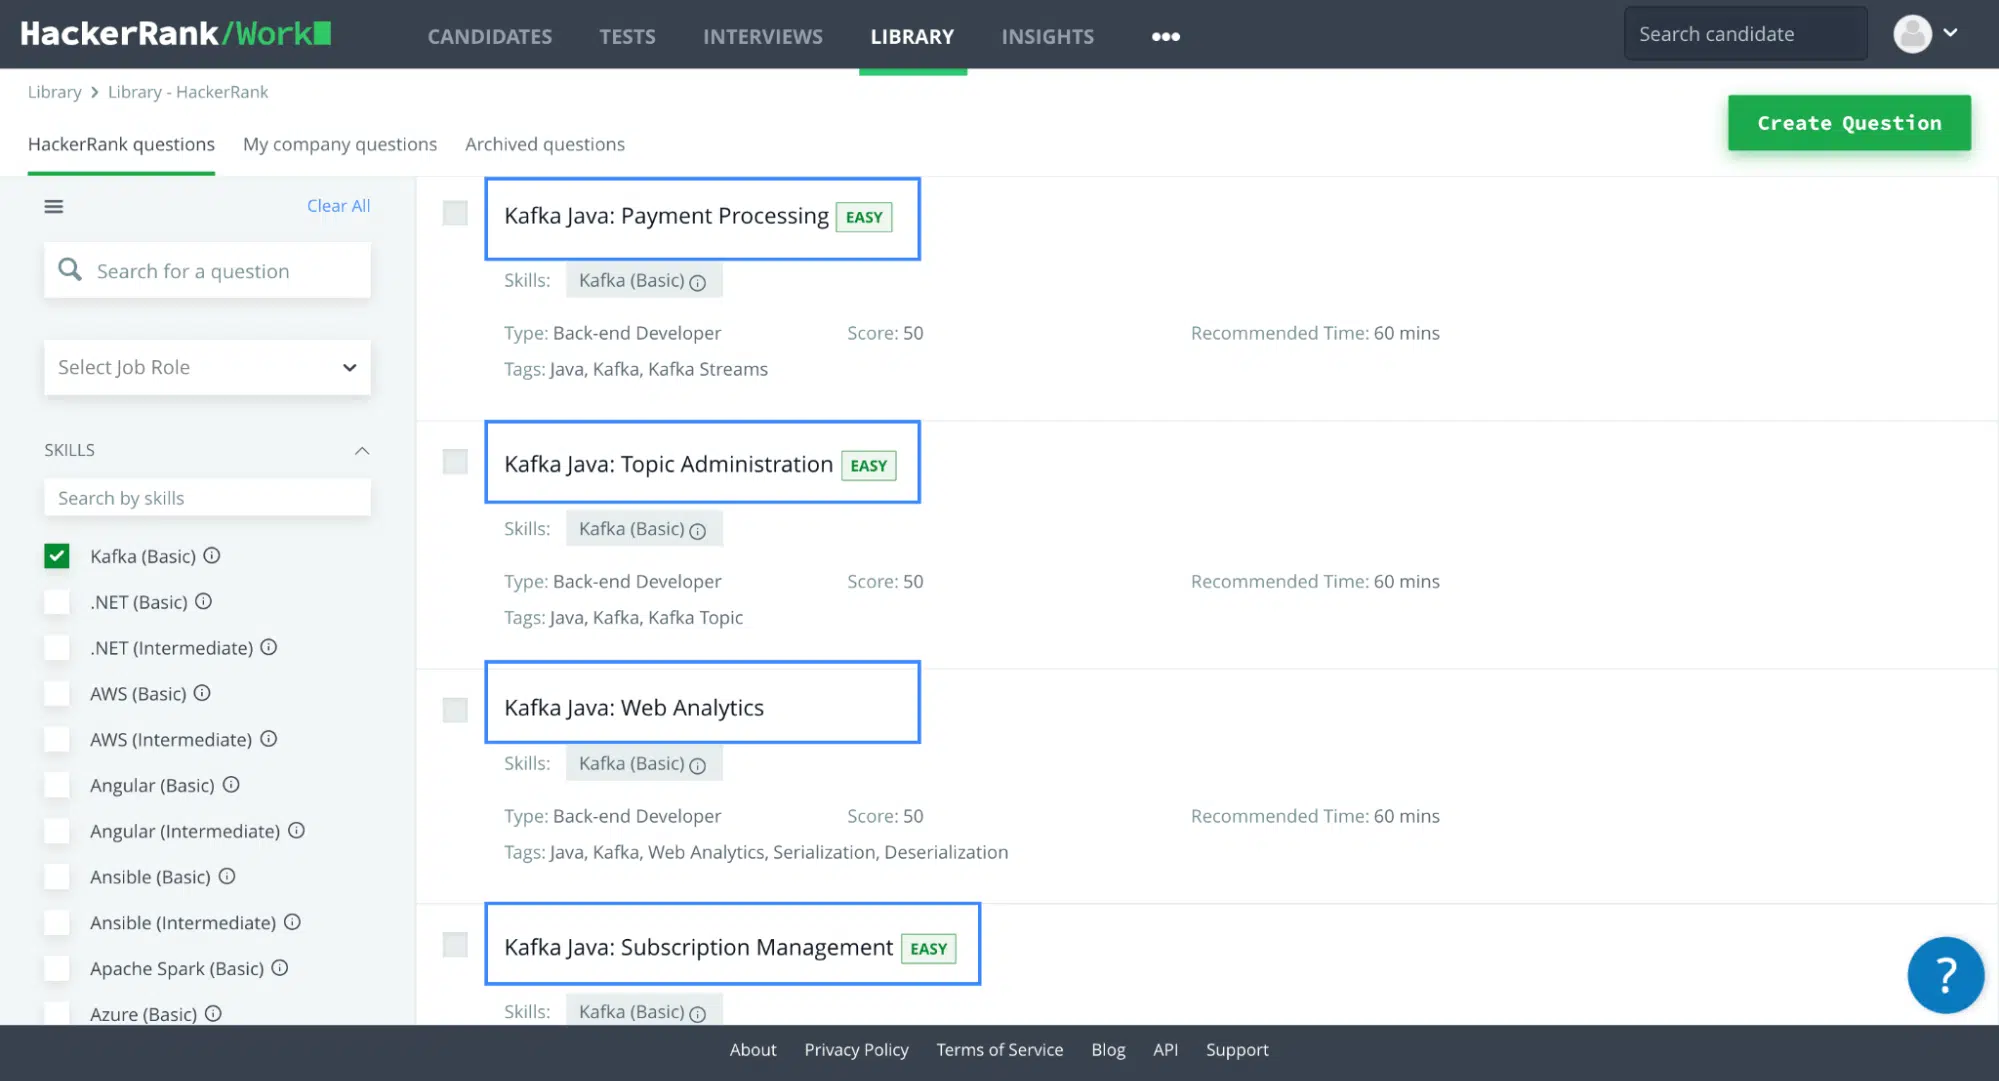 HackerRank/Work
CANDIDATES TESTS INTERVIEWS LIBRARY INSIGHTS •••
Search candidate
Library > Library - HackerRank
HackerRank questions My company questions Archived questions
Create Question
Clear All
Search for a question
Select Job Role
SKILLS
Search by skills
Kafka (Basic)
.NET (Basic)
.NET (Intermediate)
AWS (Basic)
AWS (Intermediate)
Angular (Basic)
Angular (Intermediate)
Ansible (Basic)
Ansible (Intermediate)
Apache Spark (Basic)
Azure (Basic)
Kafka Java: Payment Processing EASY
Skills: Kafka (Basic)
Type: Back-end Developer Score: 50 Recommended Time: 60 mins
Tags: Java, Kafka, Kafka Streams
Kafka Java: Topic Administration EASY
Skills: Kafka (Basic)
Type: Back-end Developer Score: 50 Recommended Time: 60 mins
Tags: Java, Kafka, Kafka Topic
Kafka Java: Web Analytics
Skills: Kafka (Basic)
Type: Back-end Developer Score: 50 Recommended Time: 60 mins
Tags: Java, Kafka, Web Analytics, Serialization, Deserialization
Kafka Java: Subscription Management EASY
Skills: Kafka (Basic)
?
About Privacy Policy Terms of Service Blog API Support